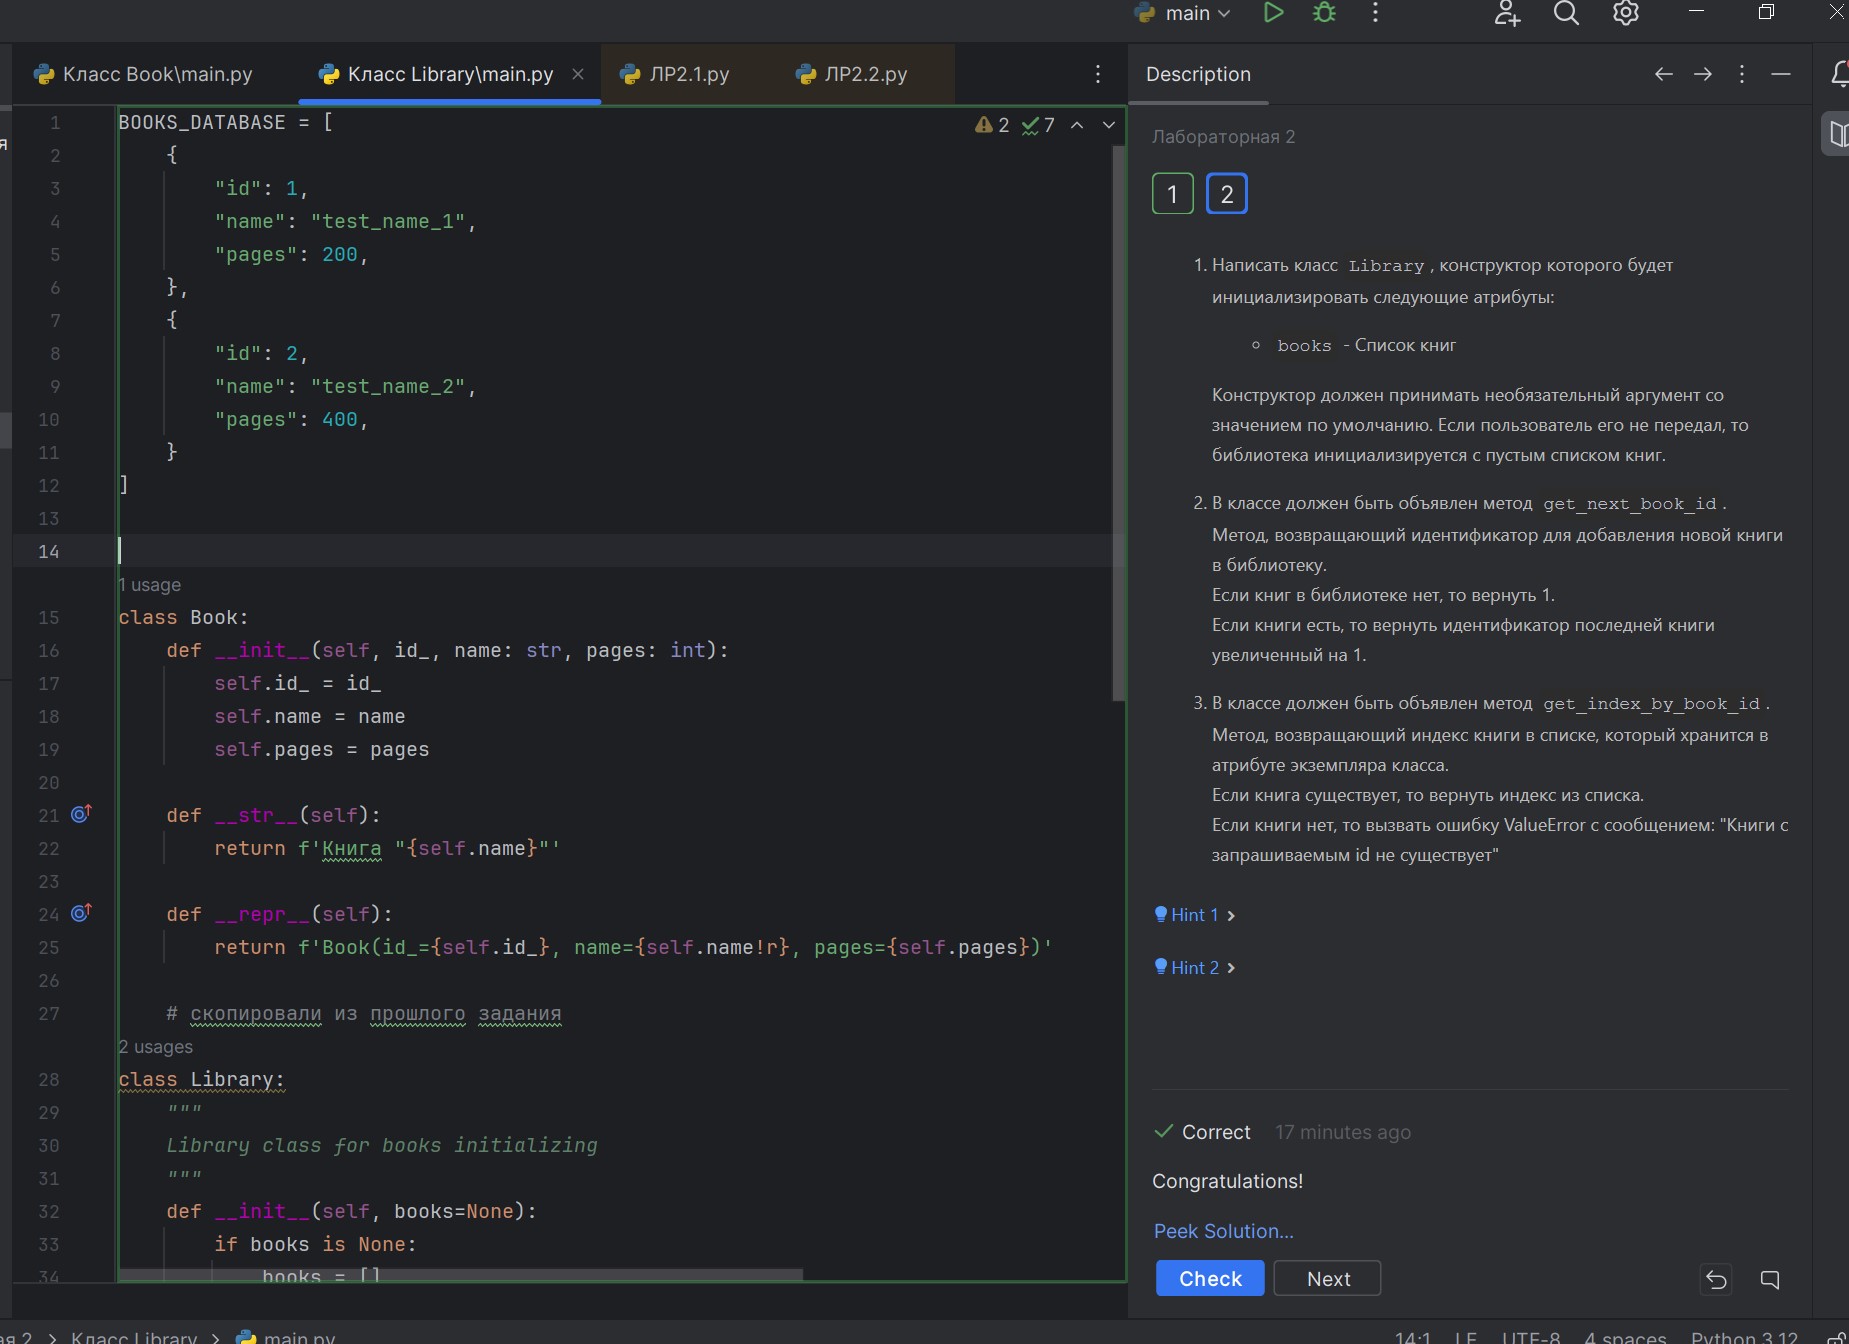 main
Класс Book\main.py
Класс Library\main.py
ЛР2.1.py
ЛР2.2.py
Description
я
1 BOOKS_DATABASE = [
2 7
2     {
3         "id": 1,
4         "name": "test_name_1",
5         "pages": 200,
6     },
7     {
8         "id": 2,
9         "name": "test_name_2",
10         "pages": 400,
11     }
12 ]
13
14
1 usage
15 class Book:
16     def __init__(self, id_, name: str, pages: int):
17         self.id_ = id_
18         self.name = name
19         self.pages = pages
20
21     def __str__(self):
22         return f'Книга "{self.name}"'
23
24     def __repr__(self):
25         return f'Book(id_={self.id_}, name={self.name!r}, pages={self.pages})'
26
27     # скопировали из прошлого задания
2 usages
28 class Library:
29     """
30     Library class for books initializing
31     """
32     def __init__(self, books=None):
33         if books is None:
34             books = []
Лабораторная 2
1 2
1. Написать класс Library , конструктор которого будет
инициализировать следующие атрибуты:
books - Список книг
Конструктор должен принимать необязательный аргумент со
значением по умолчанию. Если пользователь его не передал, то
библиотека инициализируется с пустым списком книг.
2. В классе должен быть объявлен метод get_next_book_id .
Метод, возвращающий идентификатор для добавления новой книги
в библиотеку.
Если книг в библиотеке нет, то вернуть 1.
Если книги есть, то вернуть идентификатор последней книги
увеличенный на 1.
3. В классе должен быть объявлен метод get_index_by_book_id .
Метод, возвращающий индекс книги в списке, который хранится в
атрибуте экземпляра класса.
Если книга существует, то вернуть индекс из списка.
Если книги нет, то вызвать ошибку ValueError с сообщением: "Книги с
запрашиваемым id не существует"
Hint 1
Hint 2
Correct 17 minutes ago
Congratulations!
Peek Solution...
Check
Next
ая 2 > Класс Library > main.py
14:1 LF UTF-8 4 spaces Python 3.12